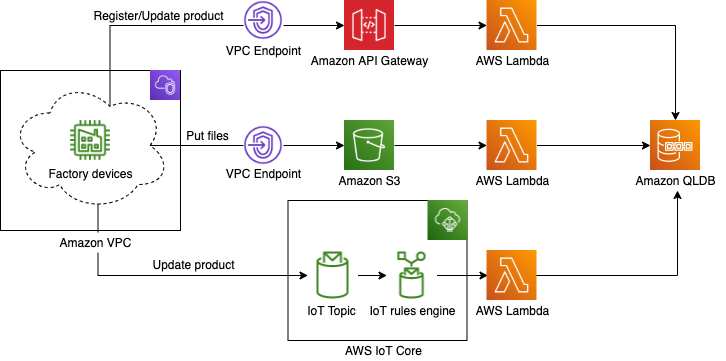 Register/Update product
VPC Endpoint
Amazon API Gateway
AWS Lambda
Factory devices
Put files
VPC Endpoint
Amazon S3
AWS Lambda
Amazon QLDB
Amazon VPC
Update product
IoT Topic
IoT rules engine
AWS Lambda
AWS IoT Core